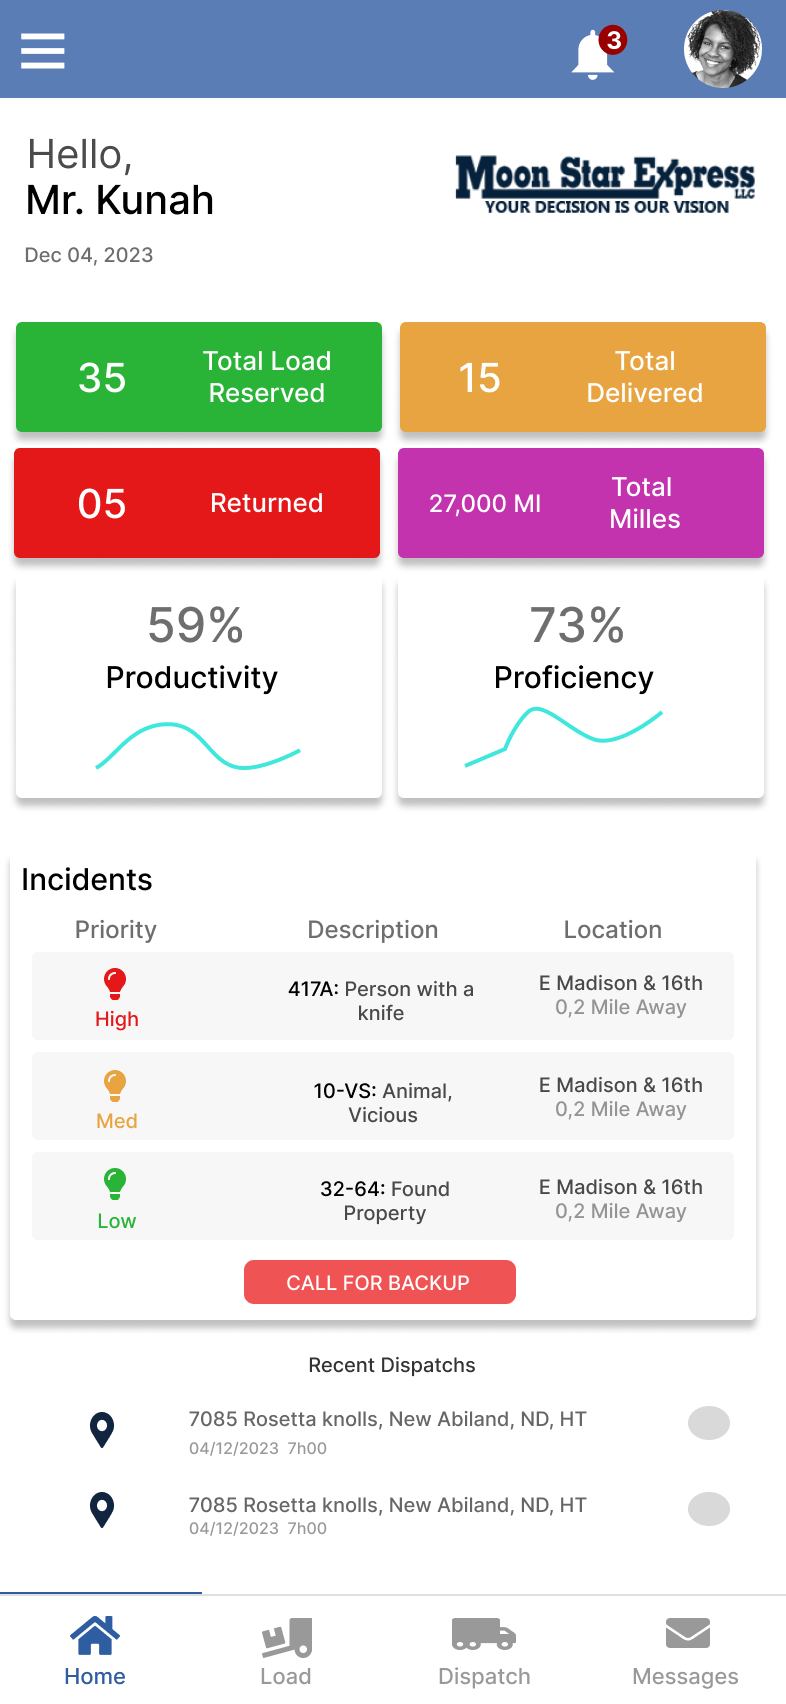 3
Hello,
Mr. Kunah
Dec 04, 2023
Moon Star Express
LLC
YOUR DECISION IS OUR VISION
35
Total Load
Reserved
15
Total
Delivered
05
Returned
27,000 MI
Total
Milles
59%
Productivity
73%
Proficiency
Incidents
Priority
Description
Location
High
417A: Person with a
knife
E Madison & 16th
0,2 Mile Away
Med
10-VS: Animal,
Vicious
E Madison & 16th
0,2 Mile Away
Low
32-64: Found
Property
E Madison & 16th
0,2 Mile Away
CALL FOR BACKUP
Recent Dispatchs
7085 Rosetta knolls, New Abiland, ND, HT
04/12/2023 7h00
7085 Rosetta knolls, New Abiland, ND, HT
04/12/2023 7h00
Home
Load
Dispatch
Messages